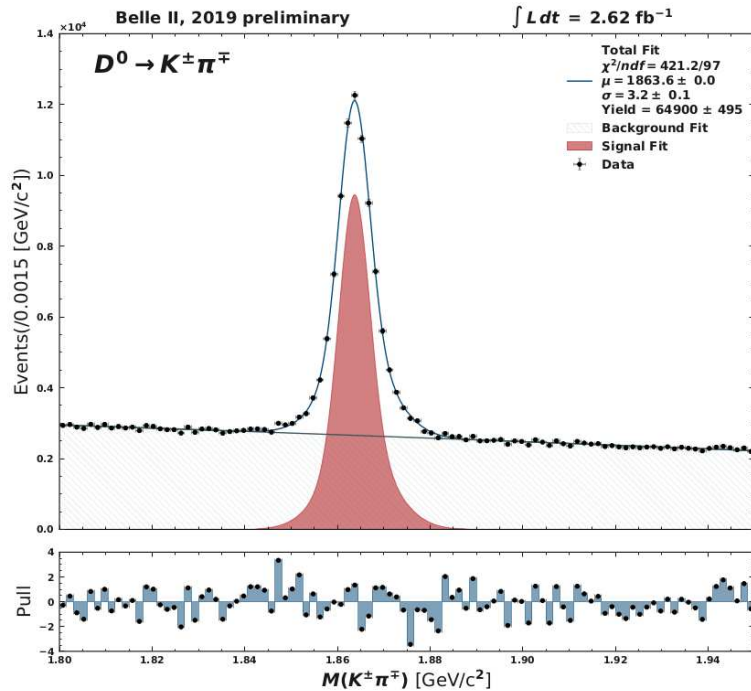 Belle II, 2019 preliminary
∫ L dt = 2.62 fb⁻¹
1.4 ×10⁴
D⁰ → K±π∓
Total Fit
χ²/ndf = 421.2/97
μ = 1863.6 ± 0.0
σ = 3.2 ± 0.1
Yield = 64900 ± 495
Background Fit
Signal Fit
Data
1.2
1.0
0.8
0.6
0.4
0.2
0.0
Events(/0.0015 [GeV/c²])
4
2
0
−2
−4
Pull
1.80 1.82 1.84 1.86 1.88 1.90 1.92 1.94
M(K±π∓) [GeV/c²]